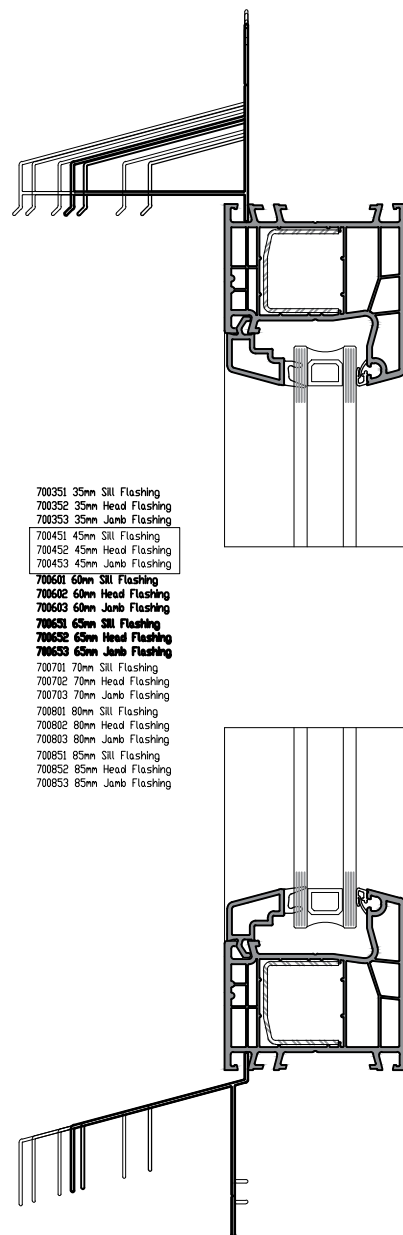 700351 35mm Sill Flashing
700352 35mm Head Flashing
700353 35mm Jamb Flashing
700451 45mm Sill Flashing
700452 45mm Head Flashing
700453 45mm Jamb Flashing
700601 60mm Sill Flashing
700602 60mm Head Flashing
700603 60mm Jamb Flashing
700651 65mm Sill Flashing
700652 65mm Head Flashing
700653 65mm Jamb Flashing
700701 70mm Sill Flashing
700702 70mm Head Flashing
700703 70mm Jamb Flashing
700801 80mm Sill Flashing
700802 80mm Head Flashing
700803 80mm Jamb Flashing
700851 85mm Sill Flashing
700852 85mm Head Flashing
700853 85mm Jamb Flashing